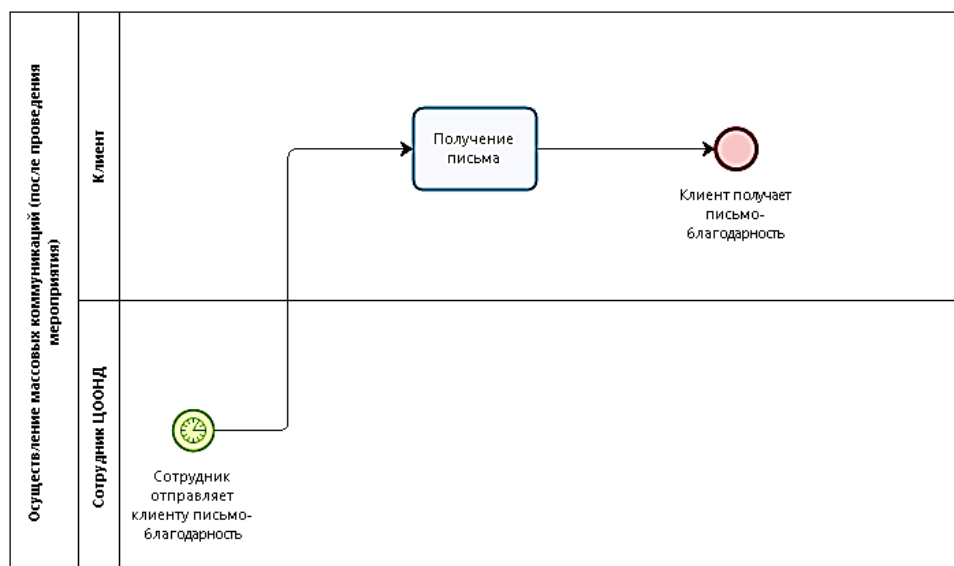 Осуществление массовых коммуникаций (после проведения
мероприятия)
Клиент
Получение
письма
Клиент получает
письмо-
благодарность
Сотрудник ЦООНД
Сотрудник
отправляет
клиенту письмо-
благодарность